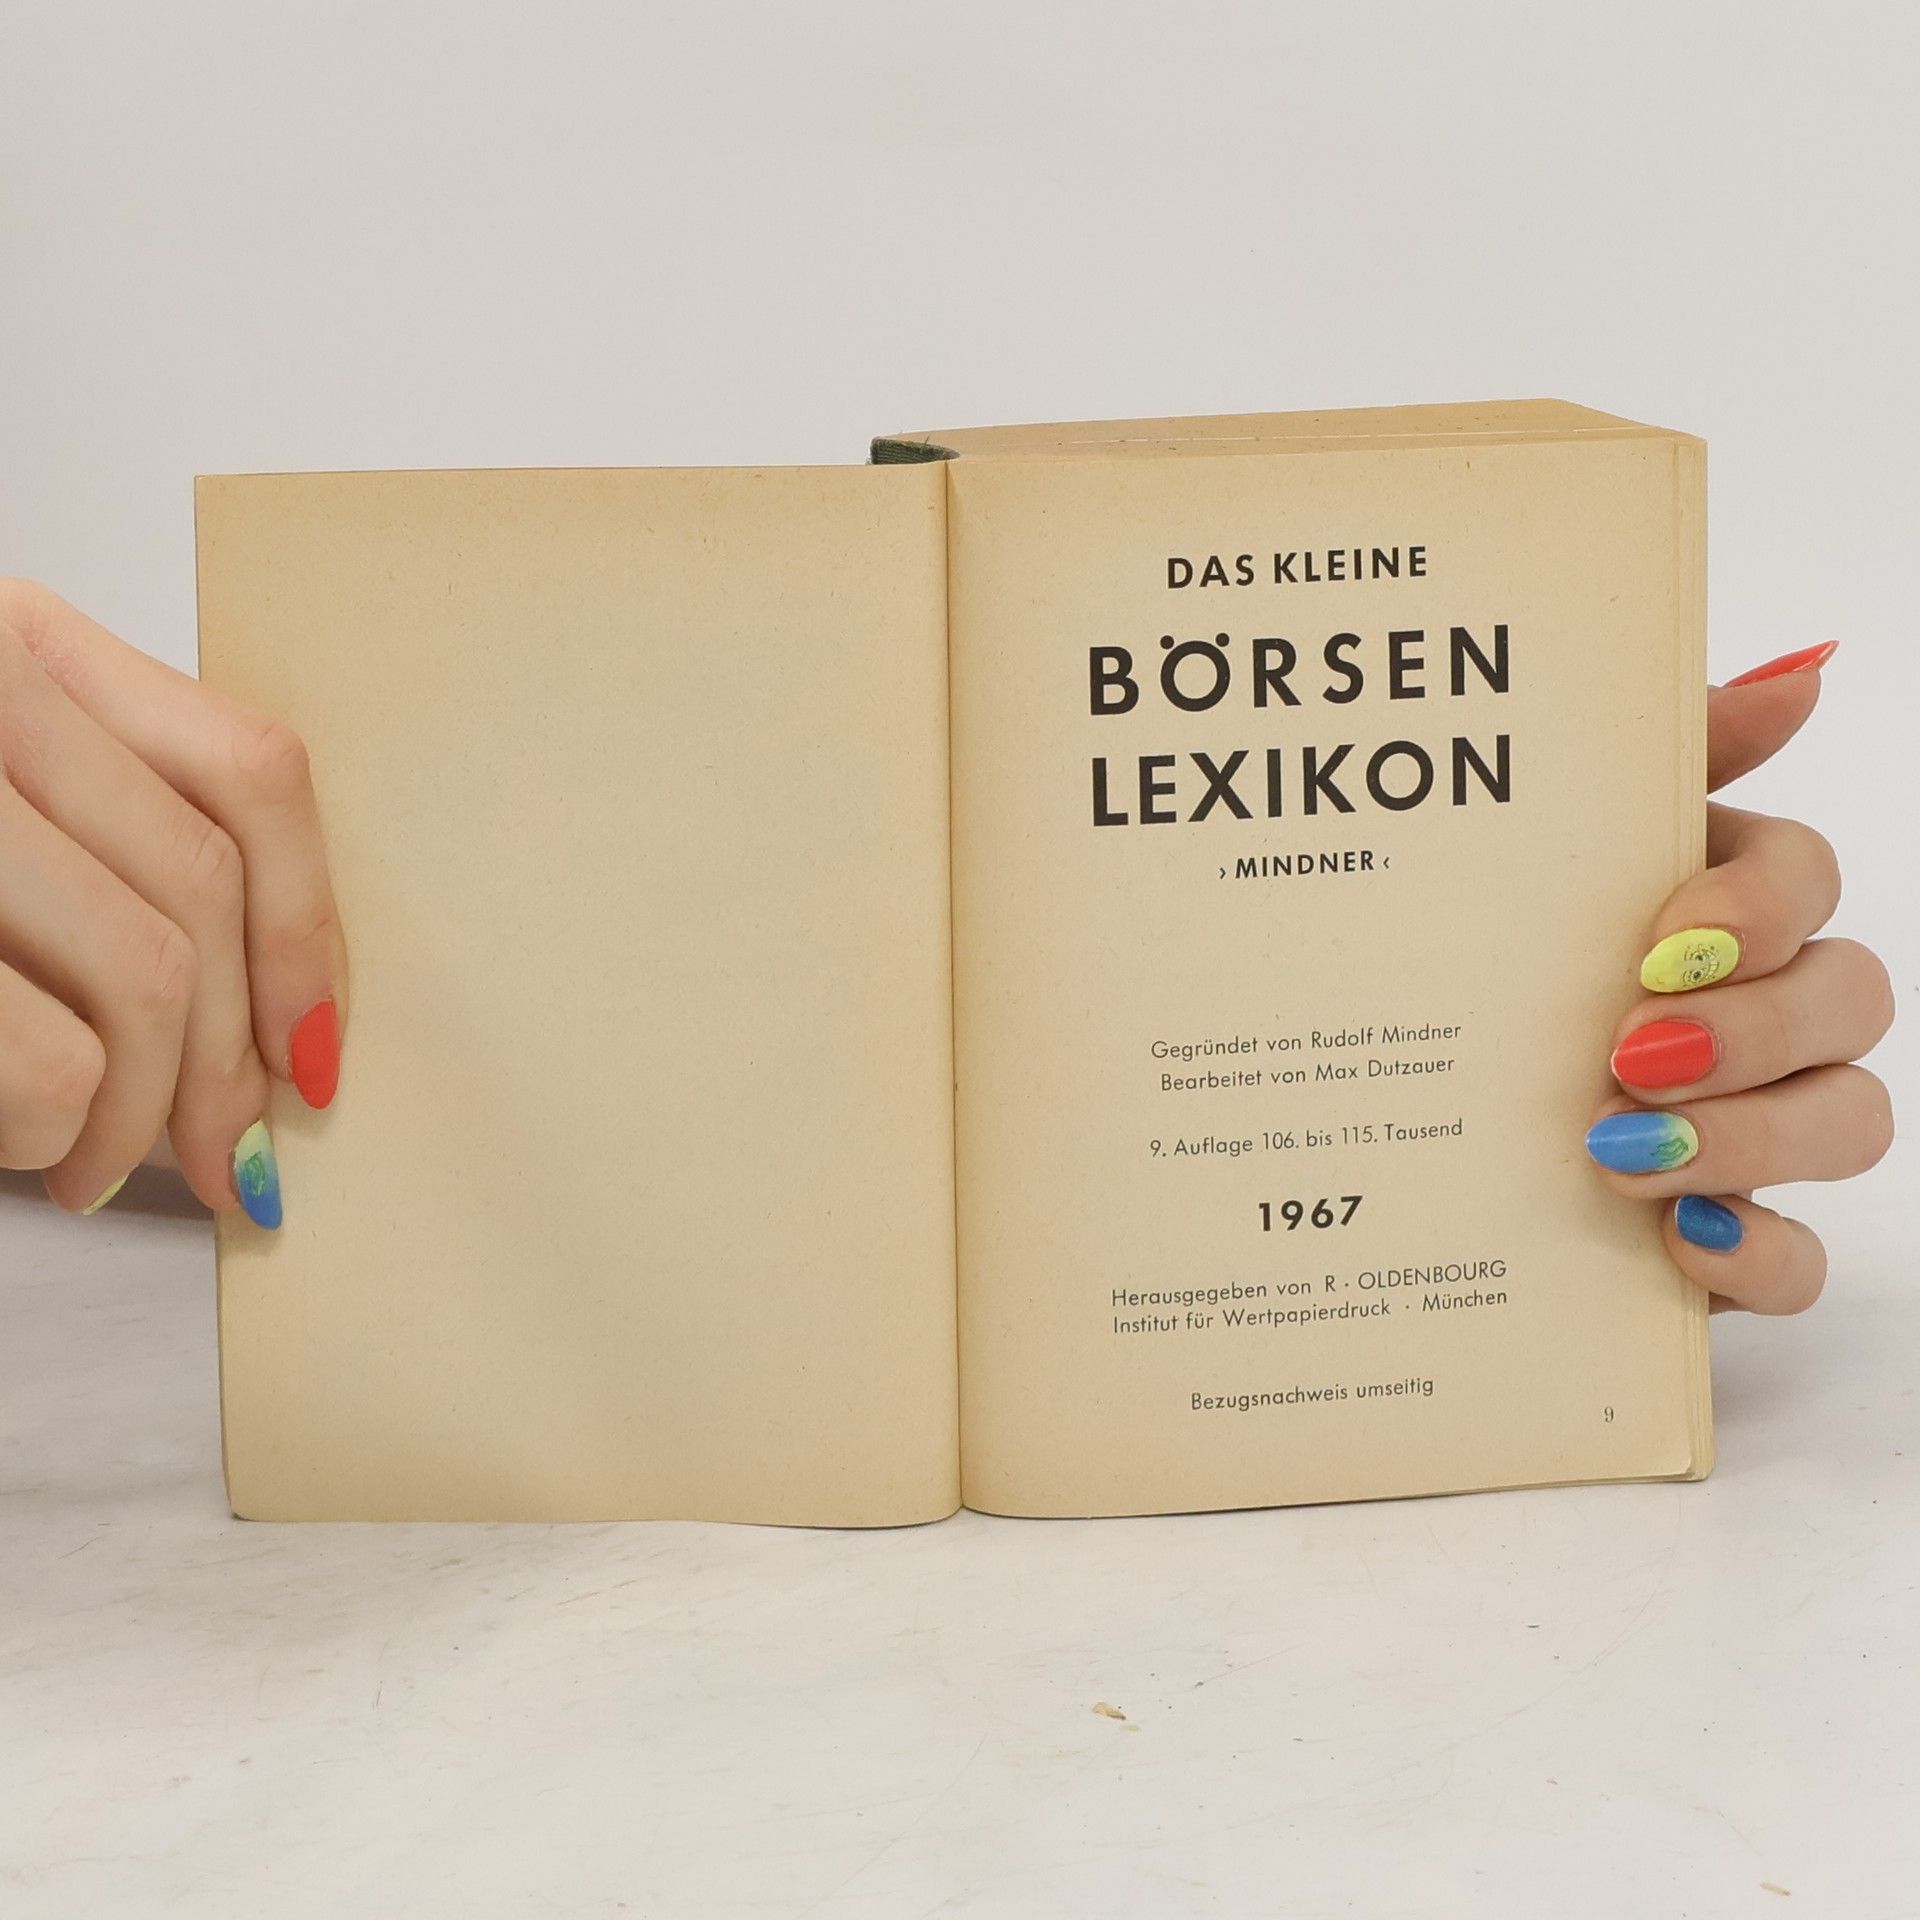 DAS KLEINE
BÖRSEN
LEXIKON
› MINDNER ‹
Gegründet von Rudolf Mindner
Bearbeitet von Max Dutzauer
9. Auflage 106. bis 115. Tausend
1967
Herausgegeben von R · OLDENBOURG
Institut für Wertpapierdruck · München
Bezugsnachweis umseitig
9